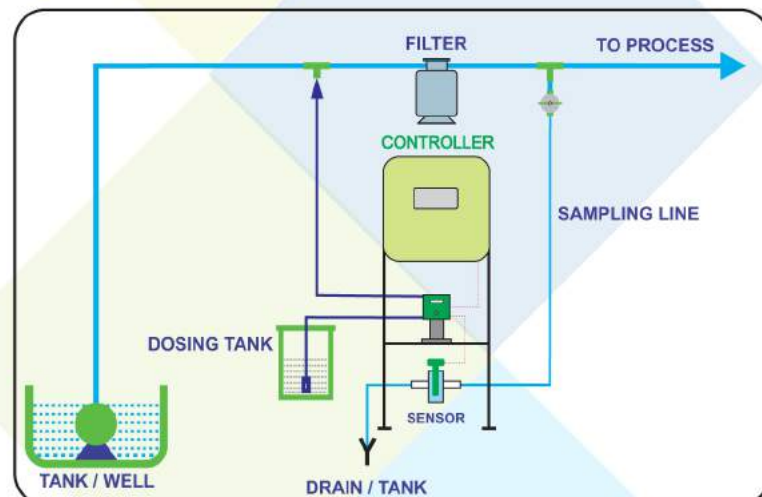 FILTER
TO PROCESS
CONTROLLER
SAMPLING LINE
DOSING TANK
SENSOR
TANK / WELL
DRAIN / TANK